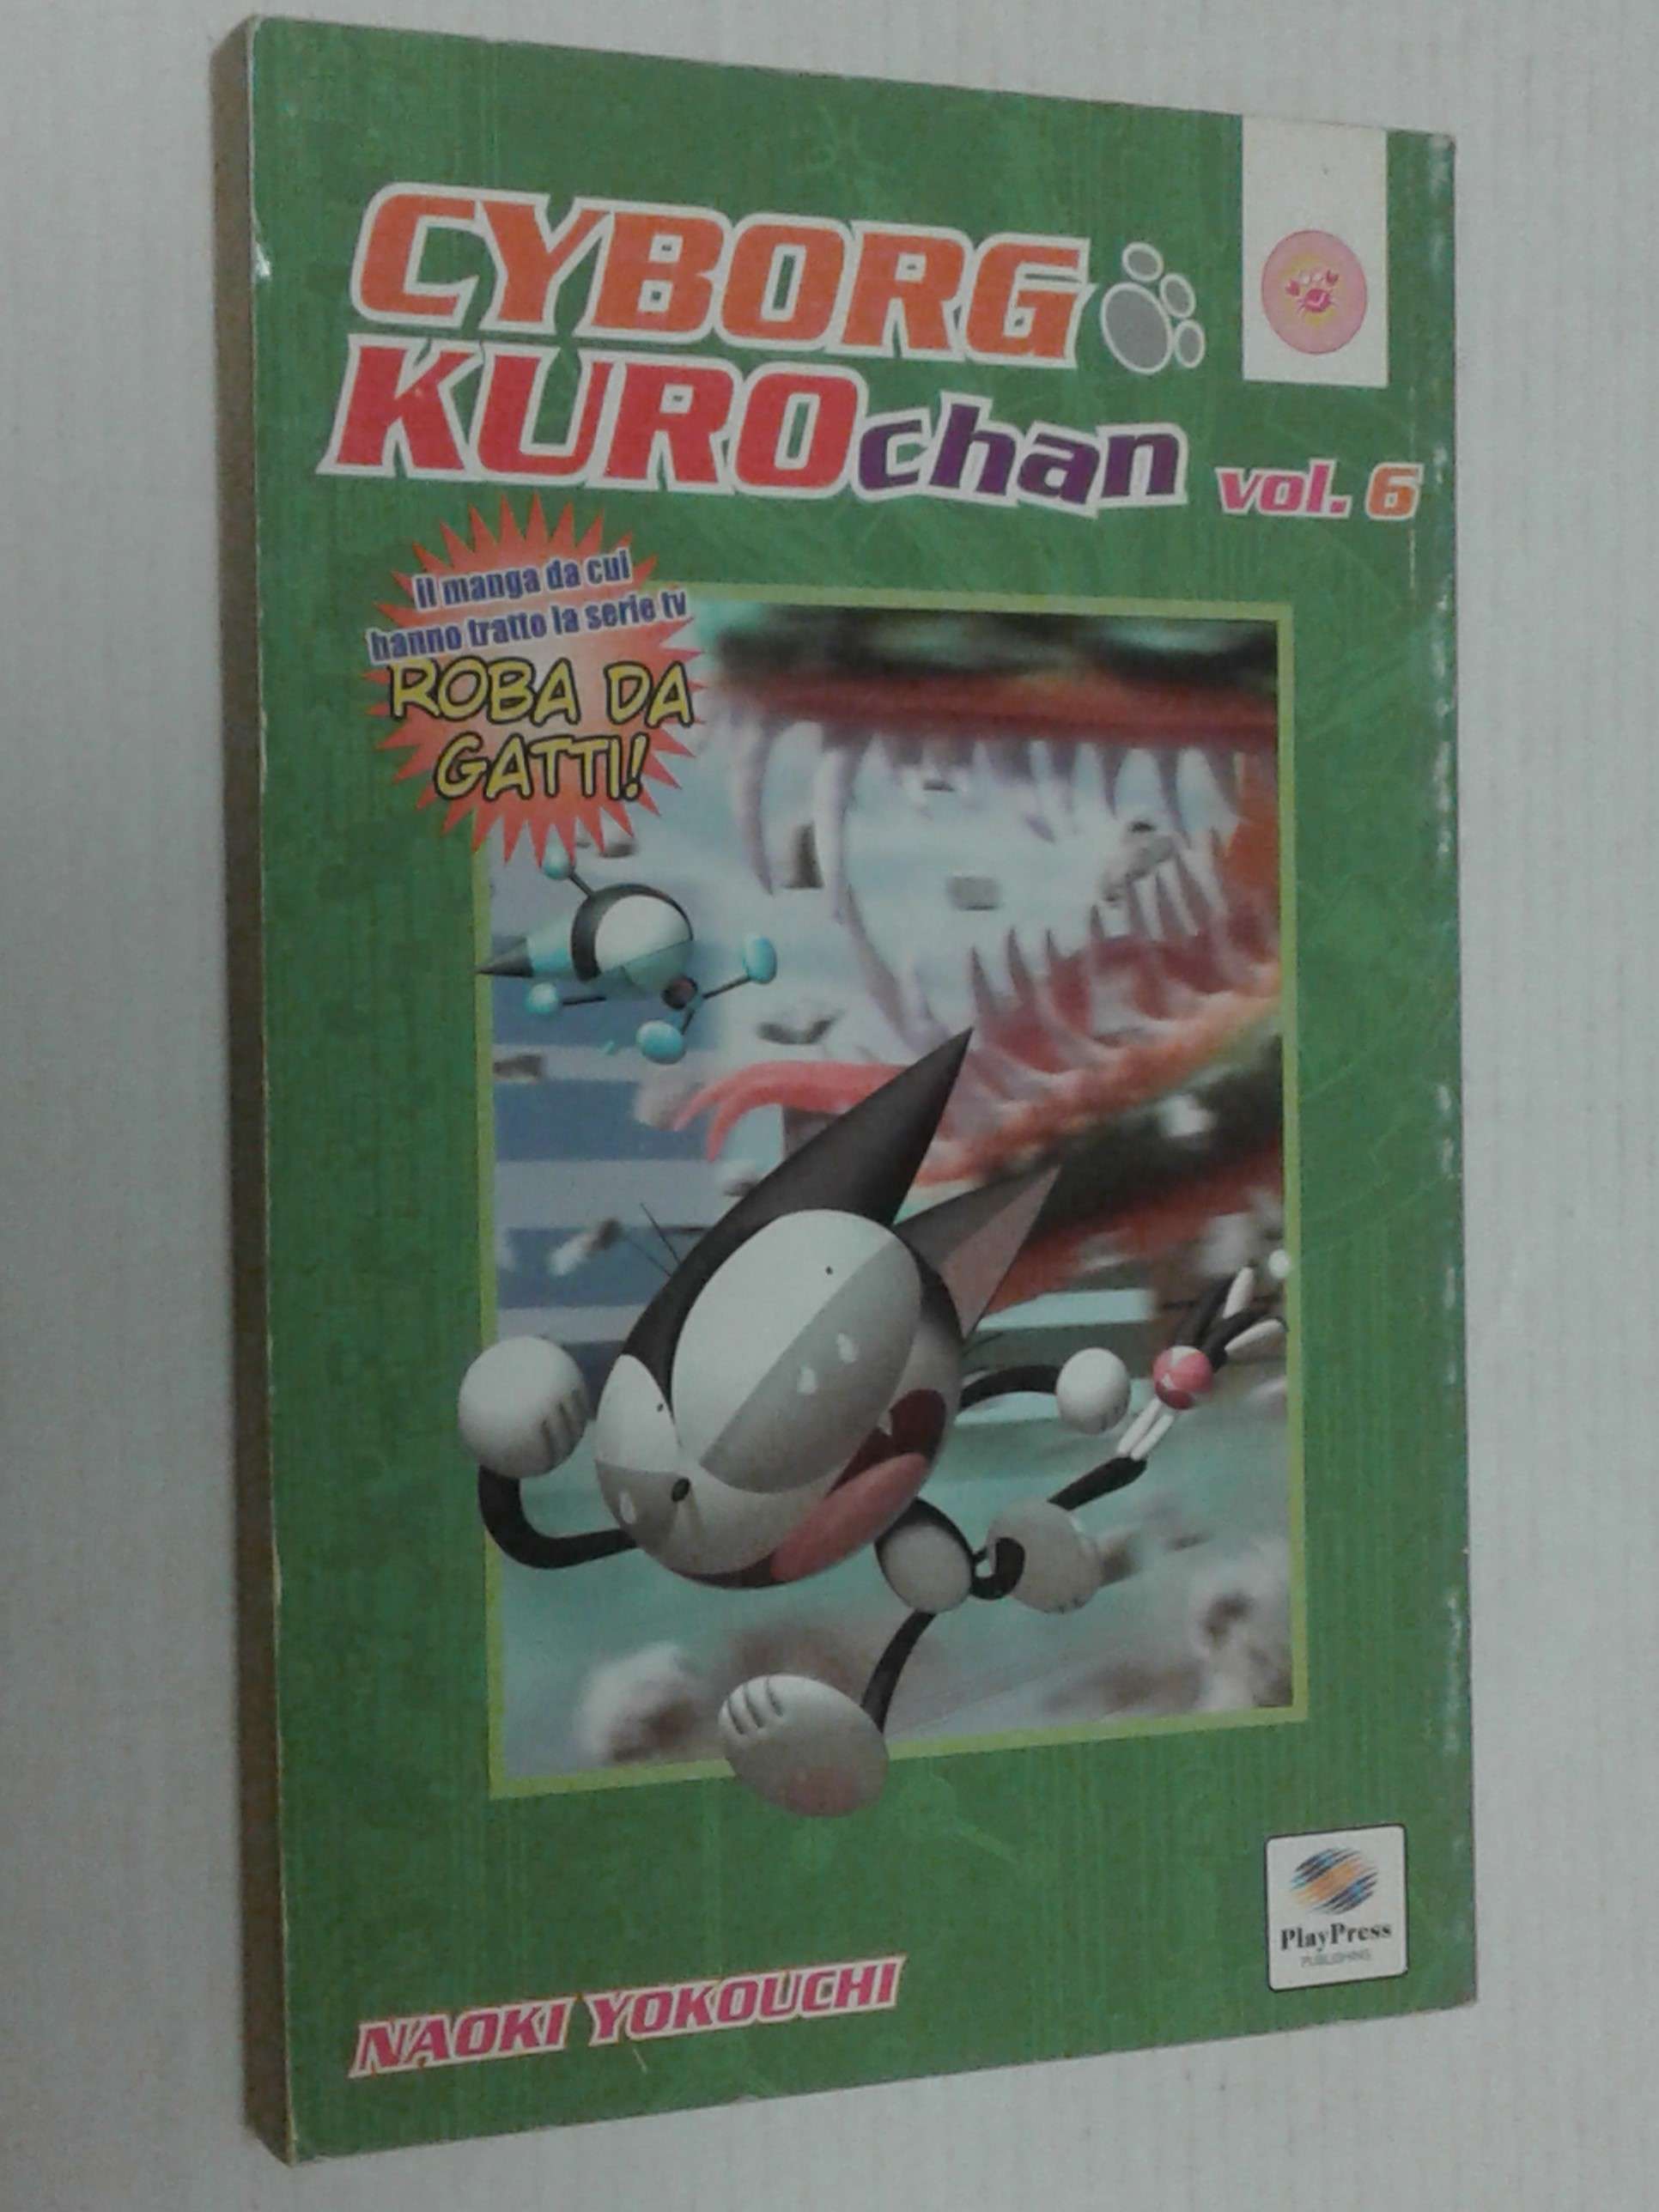 CYBORG
KUROchan vol. 6
il manga da cui
hanno tratto la serie tv
ROBA DA
GATTI!
PlayPress
PUBLISHING
NAOKI YOKOUCHI